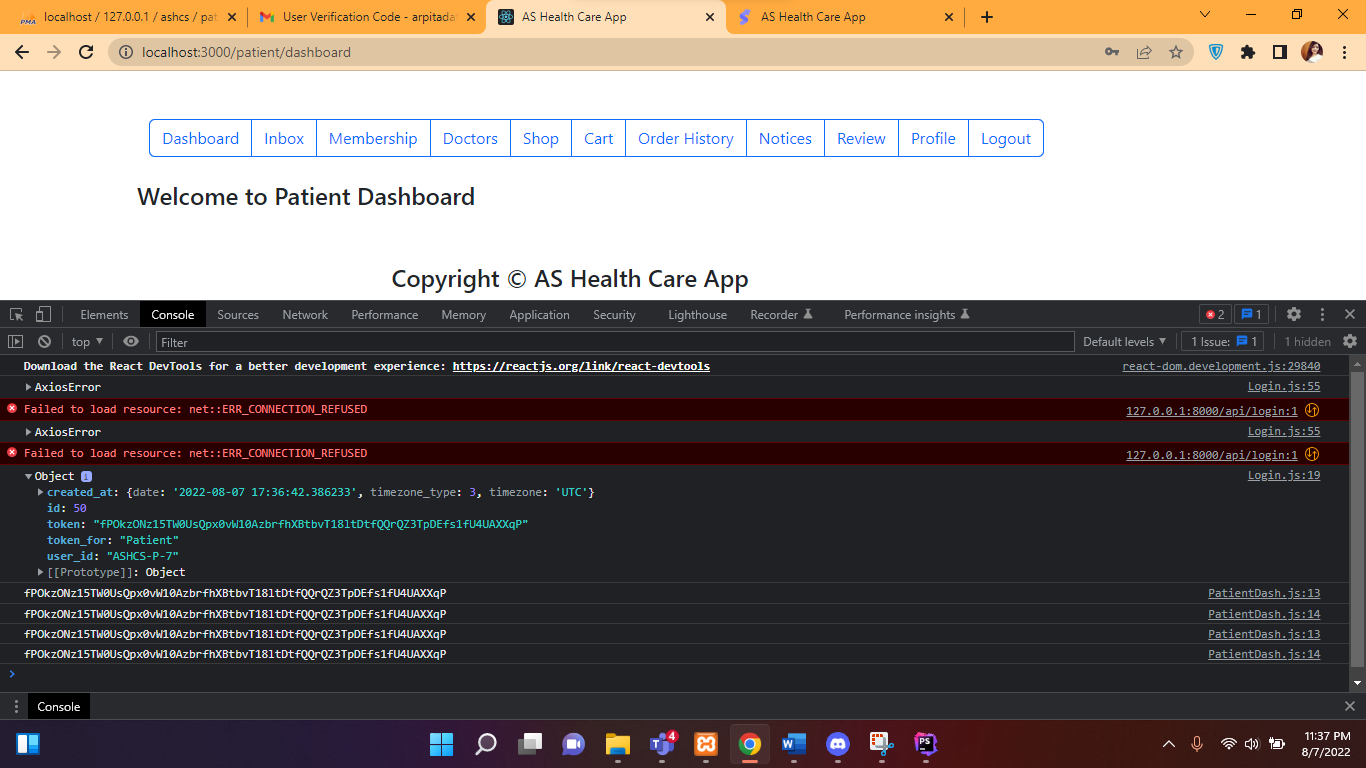 localhost / 127.0.0.1 / ashcs / pat
User Verification Code - arpitadat
AS Health Care App
AS Health Care App
localhost:3000/patient/dashboard
Dashboard Inbox Membership Doctors Shop Cart Order History Notices Review Profile Logout
Welcome to Patient Dashboard
Copyright © AS Health Care App
Elements Console Sources Network Performance Memory Application Security Lighthouse Recorder Performance insights 2 1
top Filter Default levels 1 Issue: 1 1 hidden
Download the React DevTools for a better development experience: https://reactjs.org/link/react-devtools react-dom.development.js:29840
AxiosError Login.js:55
Failed to load resource: net::ERR_CONNECTION_REFUSED 127.0.0.1:8000/api/login:1
AxiosError Login.js:55
Failed to load resource: net::ERR_CONNECTION_REFUSED 127.0.0.1:8000/api/login:1
Object i Login.js:19
created_at: {date: '2022-08-07 17:36:42.386233', timezone_type: 3, timezone: 'UTC'}
id: 50
token: "fPOkzONz15TW0UsQpx0vW10AzbrfhXBtbvT18ltDtfQQrQZ3TpDEfs1fU4UAXXqP"
token_for: "Patient"
user_id: "ASHCS-P-7"
[[Prototype]]: Object
fPOkzONz15TW0UsQpx0vW10AzbrfhXBtbvT18ltDtfQQrQZ3TpDEfs1fU4UAXXqP PatientDash.js:13
fPOkzONz15TW0UsQpx0vW10AzbrfhXBtbvT18ltDtfQQrQZ3TpDEfs1fU4UAXXqP PatientDash.js:14
fPOkzONz15TW0UsQpx0vW10AzbrfhXBtbvT18ltDtfQQrQZ3TpDEfs1fU4UAXXqP PatientDash.js:13
fPOkzONz15TW0UsQpx0vW10AzbrfhXBtbvT18ltDtfQQrQZ3TpDEfs1fU4UAXXqP PatientDash.js:14
Console
4
11:37 PM
8/7/2022